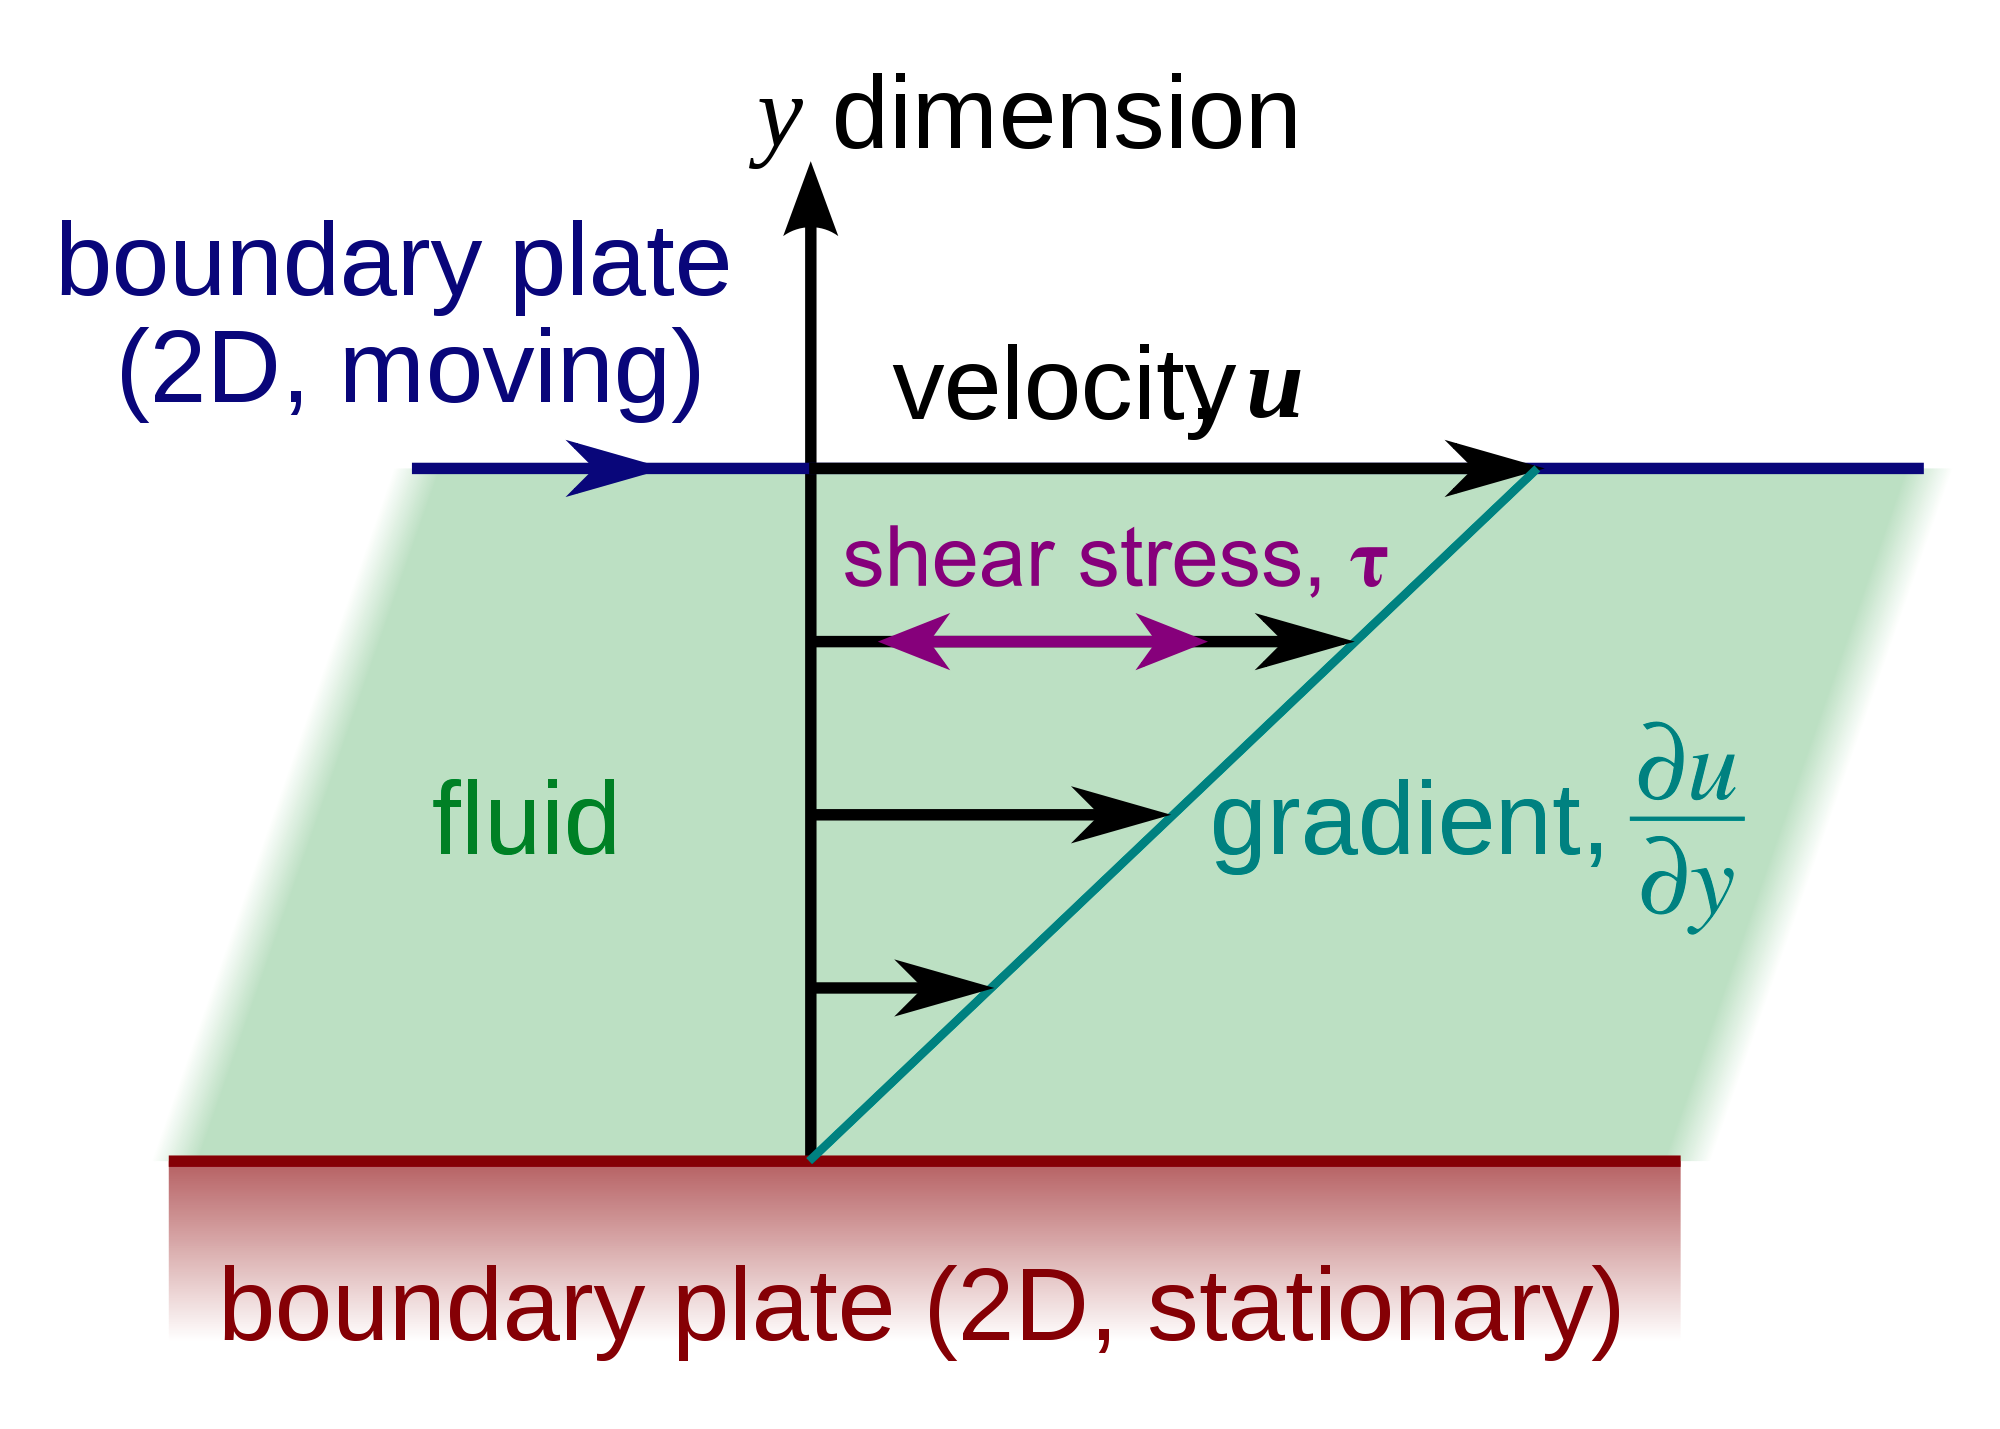 y dimension
boundary plate
(2D, moving)
velocity, u
shear stress, τ
fluid
gradient, ∂u
∂y
boundary plate (2D, stationary)